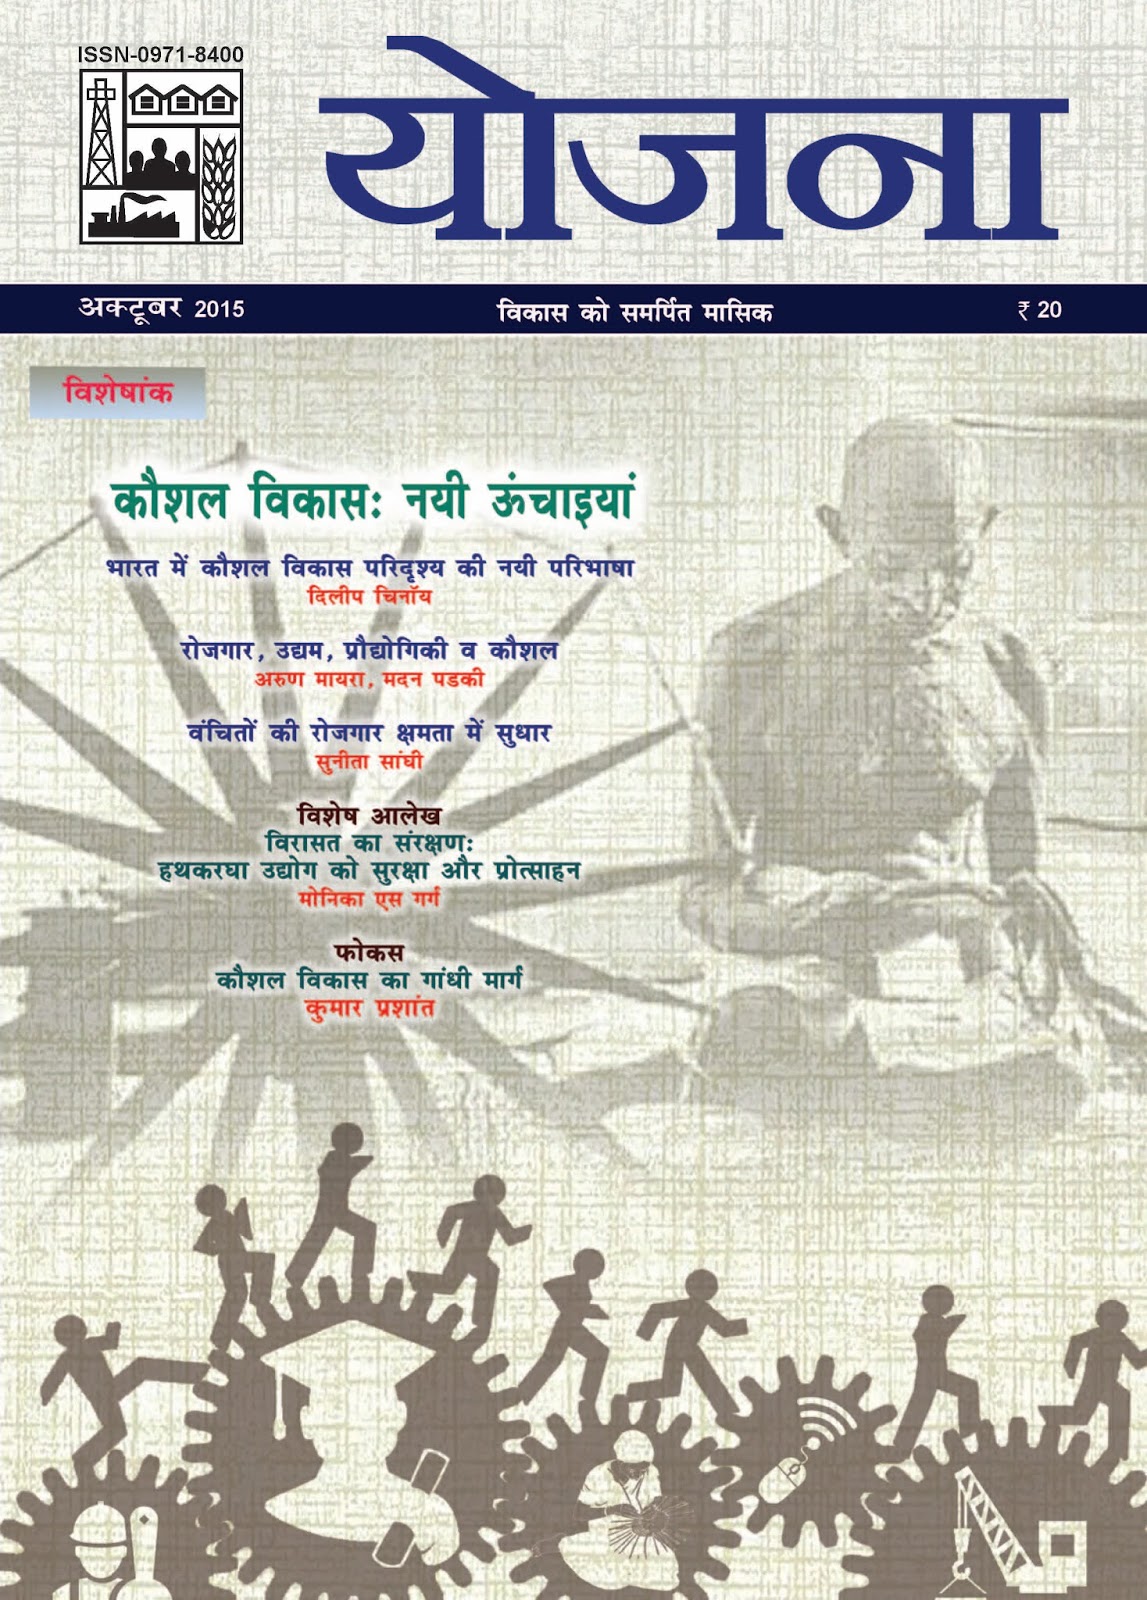 ISSN-0971-8400
योजना
अक्टूबर 2015
विकास को समर्पित मासिक
₹ 20
विशेषांक
कौशल विकासः नयी ऊंचाइयां
भारत में कौशल विकास परिदृश्य की नयी परिभाषा
दिलीप चिनॉय
रोजगार, उद्यम, प्रौद्योगिकी व कौशल
अरुण मायरा, मदन पडकी
वंचितों की रोजगार क्षमता में सुधार
सुनीता सांघी
विशेष आलेख
विरासत का संरक्षणः
हथकरघा उद्योग को सुरक्षा और प्रोत्साहन
मोनिका एस गर्ग
फोकस
कौशल विकास का गांधी मार्ग
कुमार प्रशांत